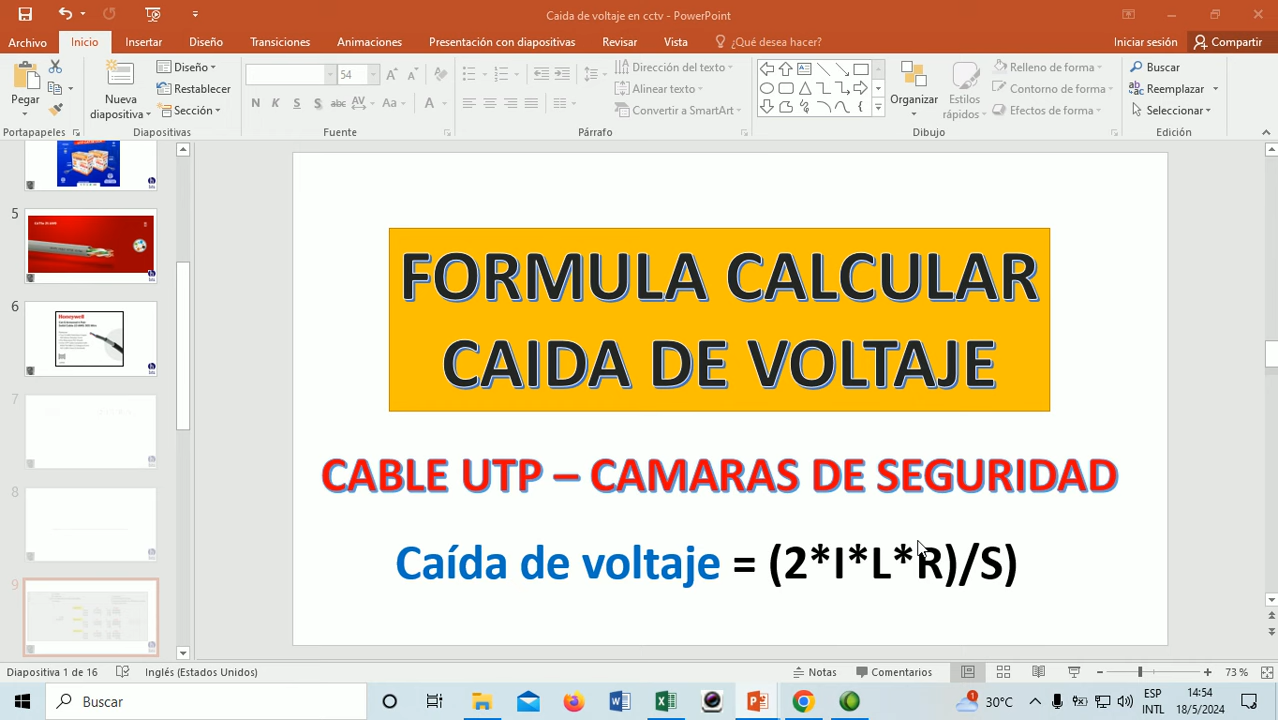 Caida de voltaje en cctv - PowerPoint
Archivo Inicio Insertar Diseño Transiciones Animaciones Presentación con diapositivas Revisar Vista ¿Qué desea hacer? Iniciar sesión Compartir
Pegar
Nueva diapositiva
Diseño
Restablecer
Sección
54
N K S S abc AV Aa A
Dirección del texto
Alinear texto
Convertir a SmartArt
Organizar
Estilos rápidos
Relleno de forma
Contorno de forma
Efectos de forma
Buscar
Reemplazar
Seleccionar
Portapapeles Diapositivas Fuente Párrafo Dibujo Edición
5
6
Honeywell
7
8
9
FORMULA CALCULAR
CAIDA DE VOLTAJE
CABLE UTP – CAMARAS DE SEGURIDAD
Caída de voltaje = (2*I*L*R)/S)
Diapositiva 1 de 16 Inglés (Estados Unidos) Notas Comentarios 73 %
Buscar 30°C ESP 14:54
INTL 18/5/2024